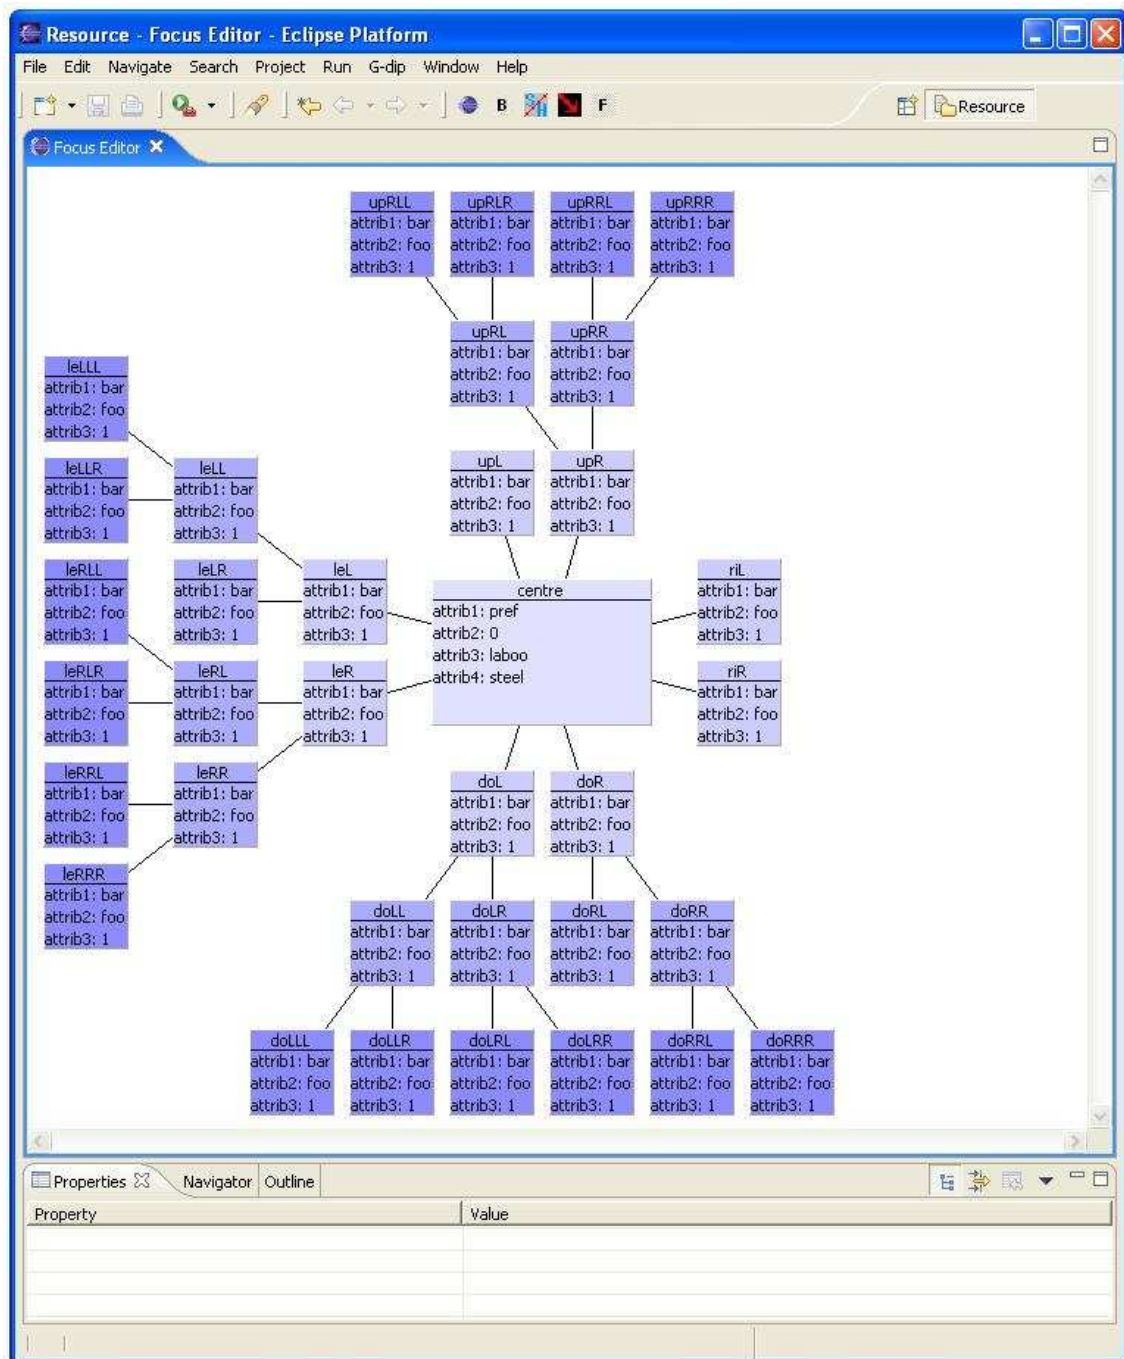 Resource - Focus Editor - Eclipse Platform
File Edit Navigate Search Project Run G-dip Window Help
B F Resource
Focus Editor
upRLL
attrib1: bar
attrib2: foo
attrib3: 1
upRLR
attrib1: bar
attrib2: foo
attrib3: 1
upRRL
attrib1: bar
attrib2: foo
attrib3: 1
upRRR
attrib1: bar
attrib2: foo
attrib3: 1
upRL
attrib1: bar
attrib2: foo
attrib3: 1
upRR
attrib1: bar
attrib2: foo
attrib3: 1
leLLL
attrib1: bar
attrib2: foo
attrib3: 1
leLLR
attrib1: bar
attrib2: foo
attrib3: 1
leLL
attrib1: bar
attrib2: foo
attrib3: 1
upL
attrib1: bar
attrib2: foo
attrib3: 1
upR
attrib1: bar
attrib2: foo
attrib3: 1
leRLL
attrib1: bar
attrib2: foo
attrib3: 1
leLR
attrib1: bar
attrib2: foo
attrib3: 1
leL
attrib1: bar
attrib2: foo
attrib3: 1
centre
attrib1: pref
attrib2: 0
attrib3: laboo
attrib4: steel
riL
attrib1: bar
attrib2: foo
attrib3: 1
leRLR
attrib1: bar
attrib2: foo
attrib3: 1
leRL
attrib1: bar
attrib2: foo
attrib3: 1
leR
attrib1: bar
attrib2: foo
attrib3: 1
riR
attrib1: bar
attrib2: foo
attrib3: 1
leRRL
attrib1: bar
attrib2: foo
attrib3: 1
leRR
attrib1: bar
attrib2: foo
attrib3: 1
doL
attrib1: bar
attrib2: foo
attrib3: 1
doR
attrib1: bar
attrib2: foo
attrib3: 1
leRRR
attrib1: bar
attrib2: foo
attrib3: 1
doLL
attrib1: bar
attrib2: foo
attrib3: 1
doLR
attrib1: bar
attrib2: foo
attrib3: 1
doRL
attrib1: bar
attrib2: foo
attrib3: 1
doRR
attrib1: bar
attrib2: foo
attrib3: 1
doLLL
attrib1: bar
attrib2: foo
attrib3: 1
doLLR
attrib1: bar
attrib2: foo
attrib3: 1
doLRL
attrib1: bar
attrib2: foo
attrib3: 1
doLRR
attrib1: bar
attrib2: foo
attrib3: 1
doRRL
attrib1: bar
attrib2: foo
attrib3: 1
doRRR
attrib1: bar
attrib2: foo
attrib3: 1
Properties Navigator Outline
Property Value